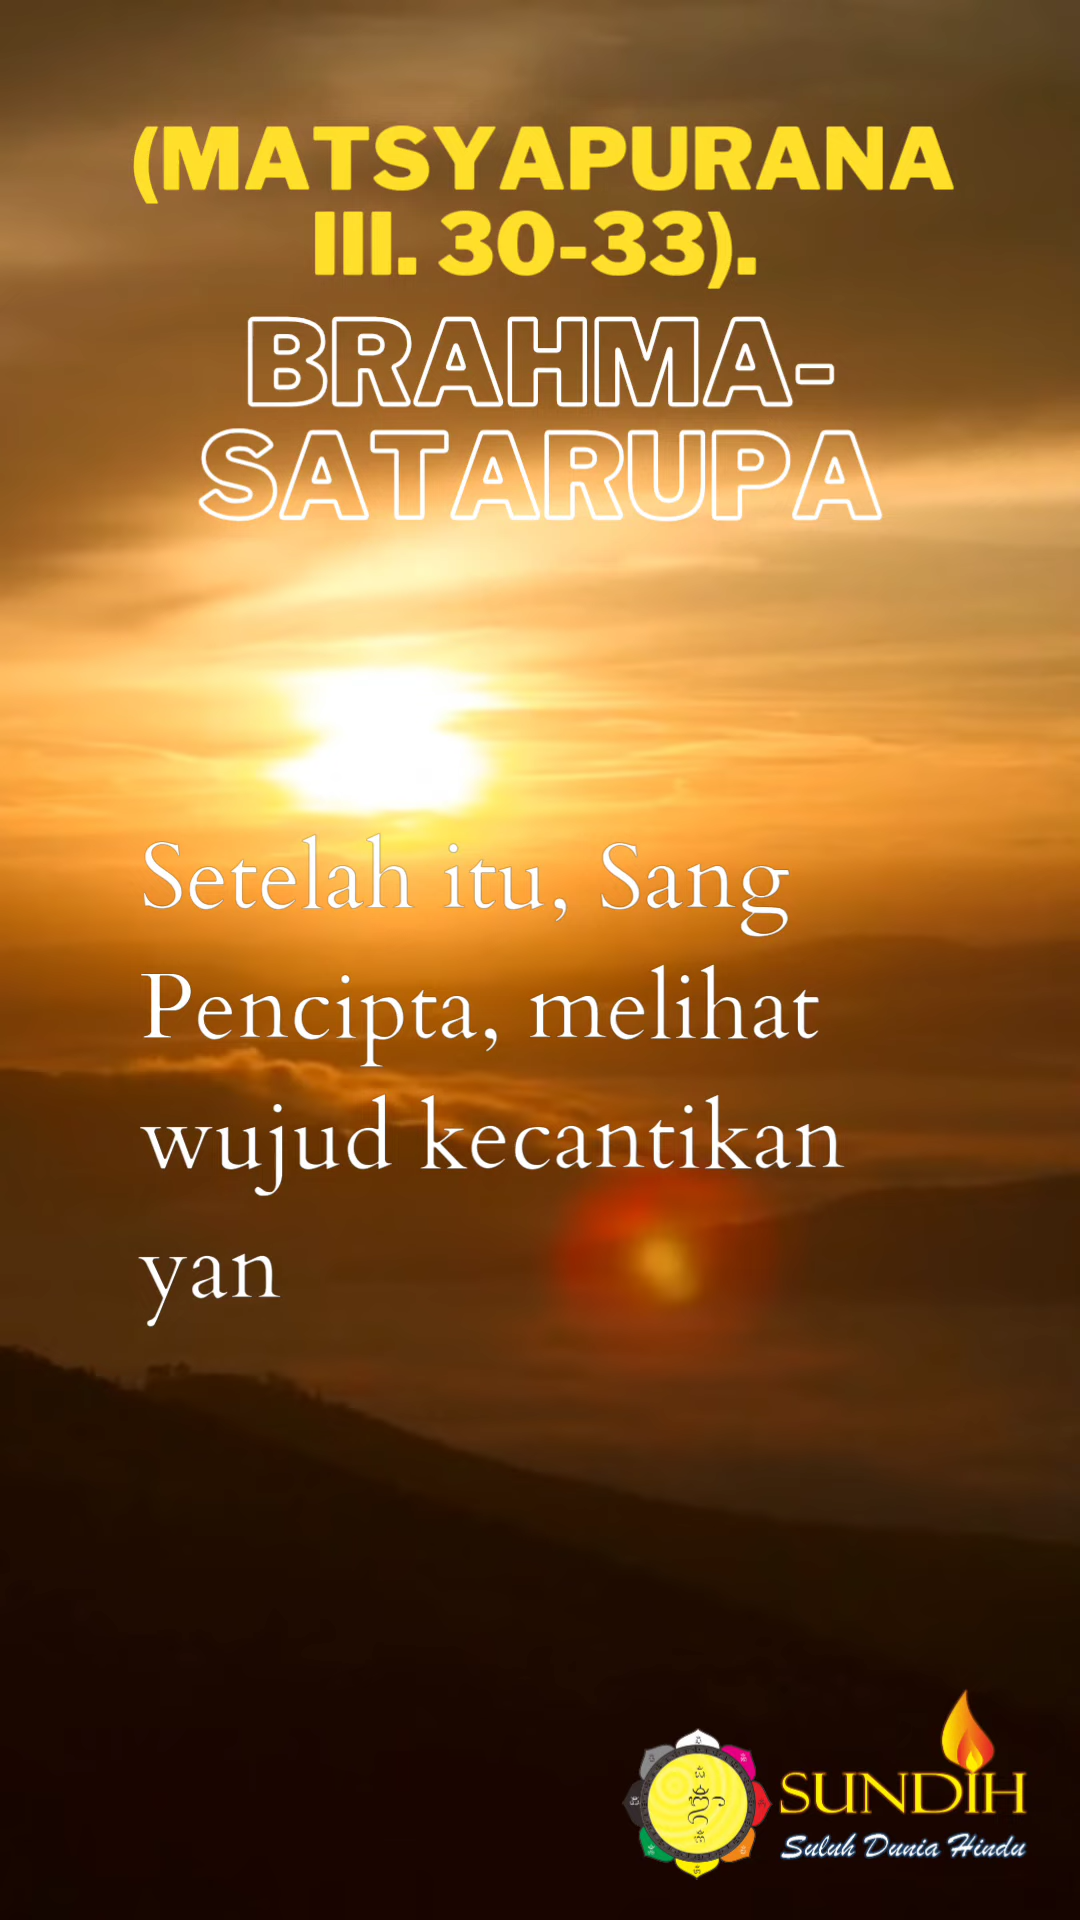 (MATSYAPURANA
III. 30-33).
BRAHMA-
SATARUPA
Setelah itu, Sang
Pencipta, melihat
wujud kecantikan
yan
SUNDIH
Suluh Dunia Hindu